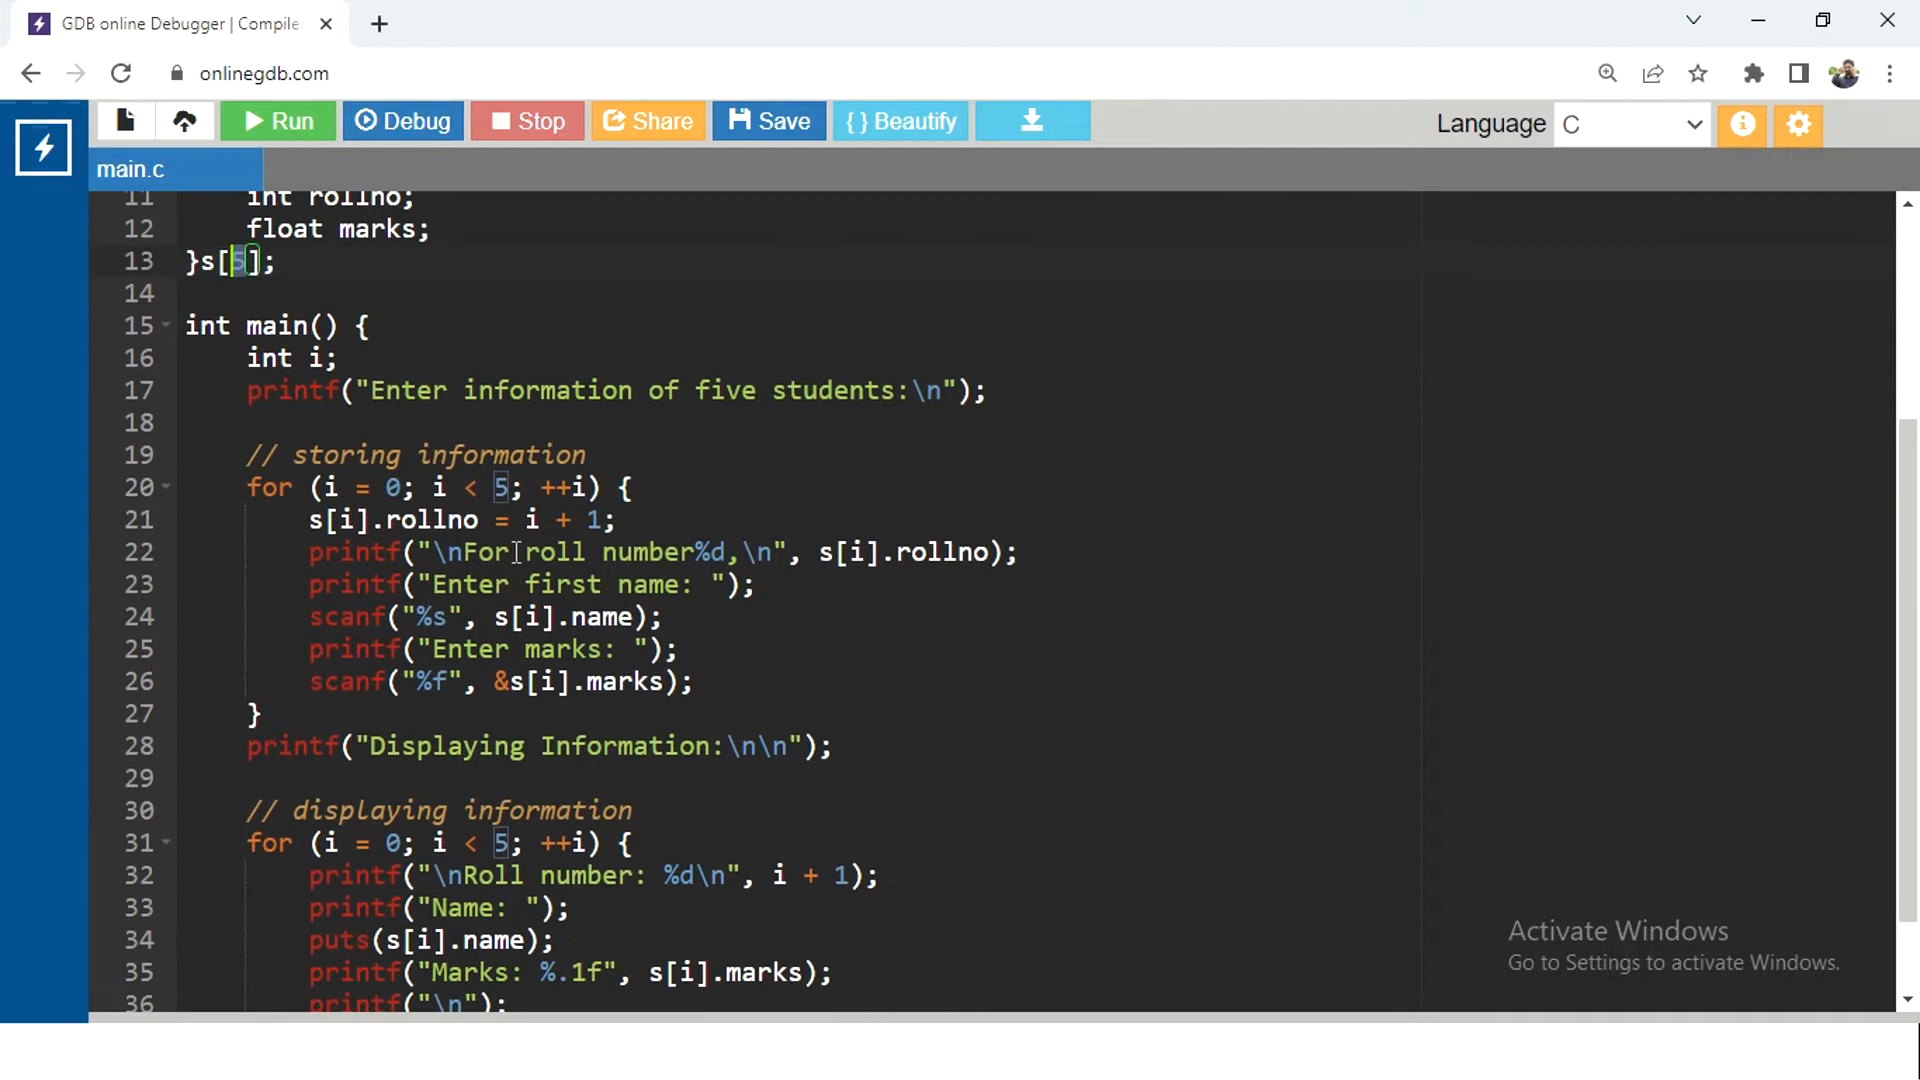 GDB online Debugger | Compiler
onlinegdb.com
Run
Debug
Stop
Share
Save
{ } Beautify
Language C
main.c
11 int rollno;
12 float marks;
13 }s[5];
14
15 int main() {
16 int i;
17 printf("Enter information of five students:\n");
18
19 // storing information
20 for (i = 0; i < 5; ++i) {
21 s[i].rollno = i + 1;
22 printf("\nFor roll number%d,\n", s[i].rollno);
23 printf("Enter first name: ");
24 scanf("%s", s[i].name);
25 printf("Enter marks: ");
26 scanf("%f", &s[i].marks);
27 }
28 printf("Displaying Information:\n\n");
29
30 // displaying information
31 for (i = 0; i < 5; ++i) {
32 printf("\nRoll number: %d\n", i + 1);
33 printf("Name: ");
34 puts(s[i].name);
35 printf("Marks: %.1f", s[i].marks);
36 printf("\n");
Activate Windows
Go to Settings to activate Windows.